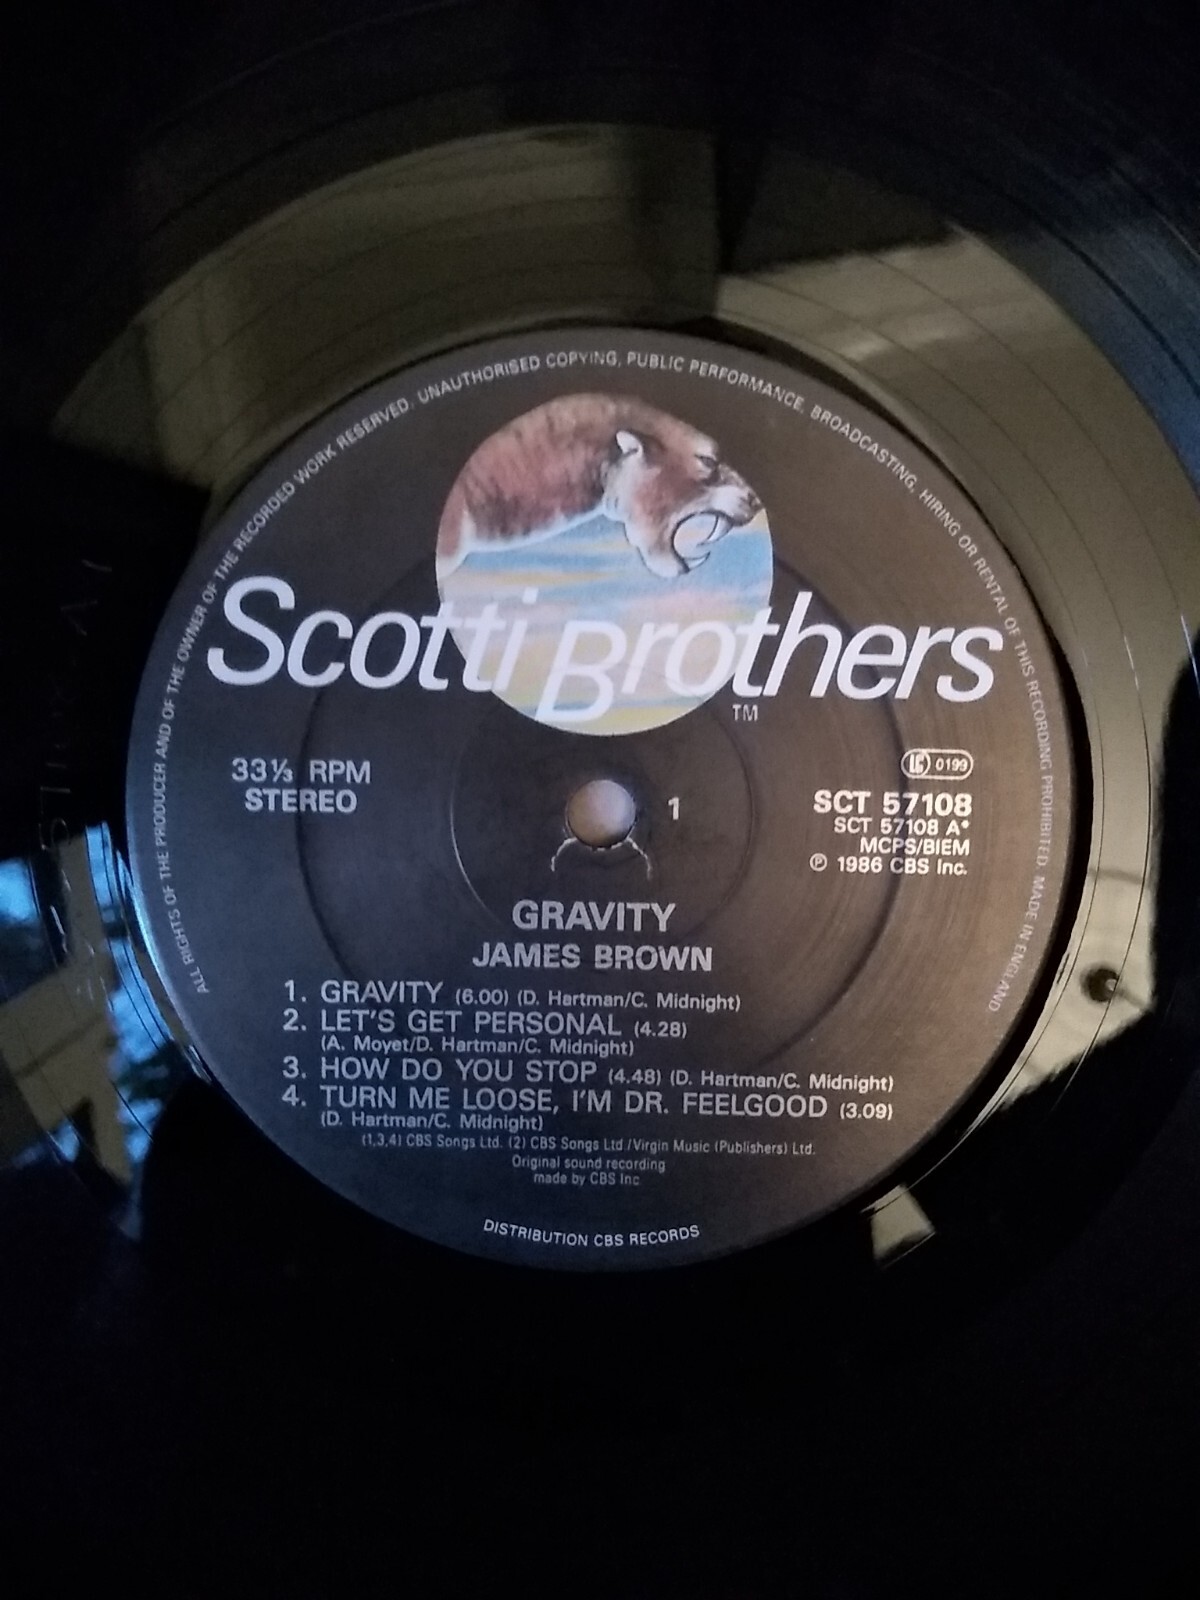 ALL RIGHTS OF THE PRODUCER AND OF THE OWNER OF THE RECORDED WORK RESERVED. UNAUTHORISED COPYING, PUBLIC PERFORMANCE, BROADCASTING, HIRING OR RENTAL OF THIS RECORDING PROHIBITED. MADE IN ENGLAND
Scotti Brothers
TM
33⅓ RPM
STEREO
1
LC 0199
SCT 57108
SCT 57108 A*
MCPS/BIEM
℗ 1986 CBS Inc.
GRAVITY
JAMES BROWN
1. GRAVITY (6.00) (D. Hartman/C. Midnight)
2. LET'S GET PERSONAL (4.28)
(A. Moyet/D. Hartman/C. Midnight)
3. HOW DO YOU STOP (4.48) (D. Hartman/C. Midnight)
4. TURN ME LOOSE, I'M DR. FEELGOOD (3.09)
(D. Hartman/C. Midnight)
(1,3,4) CBS Songs Ltd. (2) CBS Songs Ltd./Virgin Music (Publishers) Ltd.
Original sound recording
made by CBS Inc
DISTRIBUTION CBS RECORDS